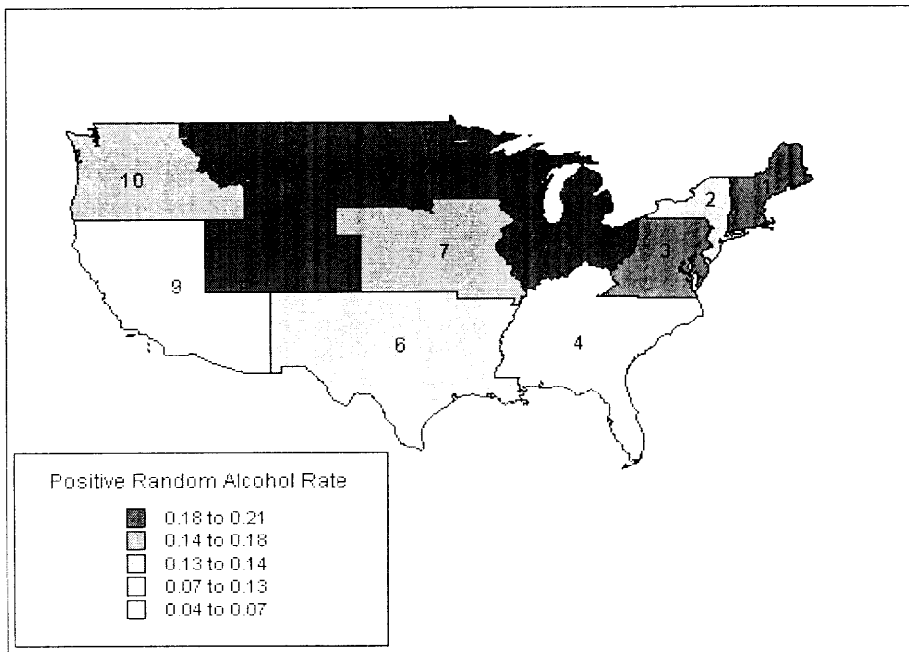 10
2
1
3
7
9
6
4
Positive Random Alcohol Rate
0.18 to 0.21
0.14 to 0.18
0.13 to 0.14
0.07 to 0.13
0.04 to 0.07